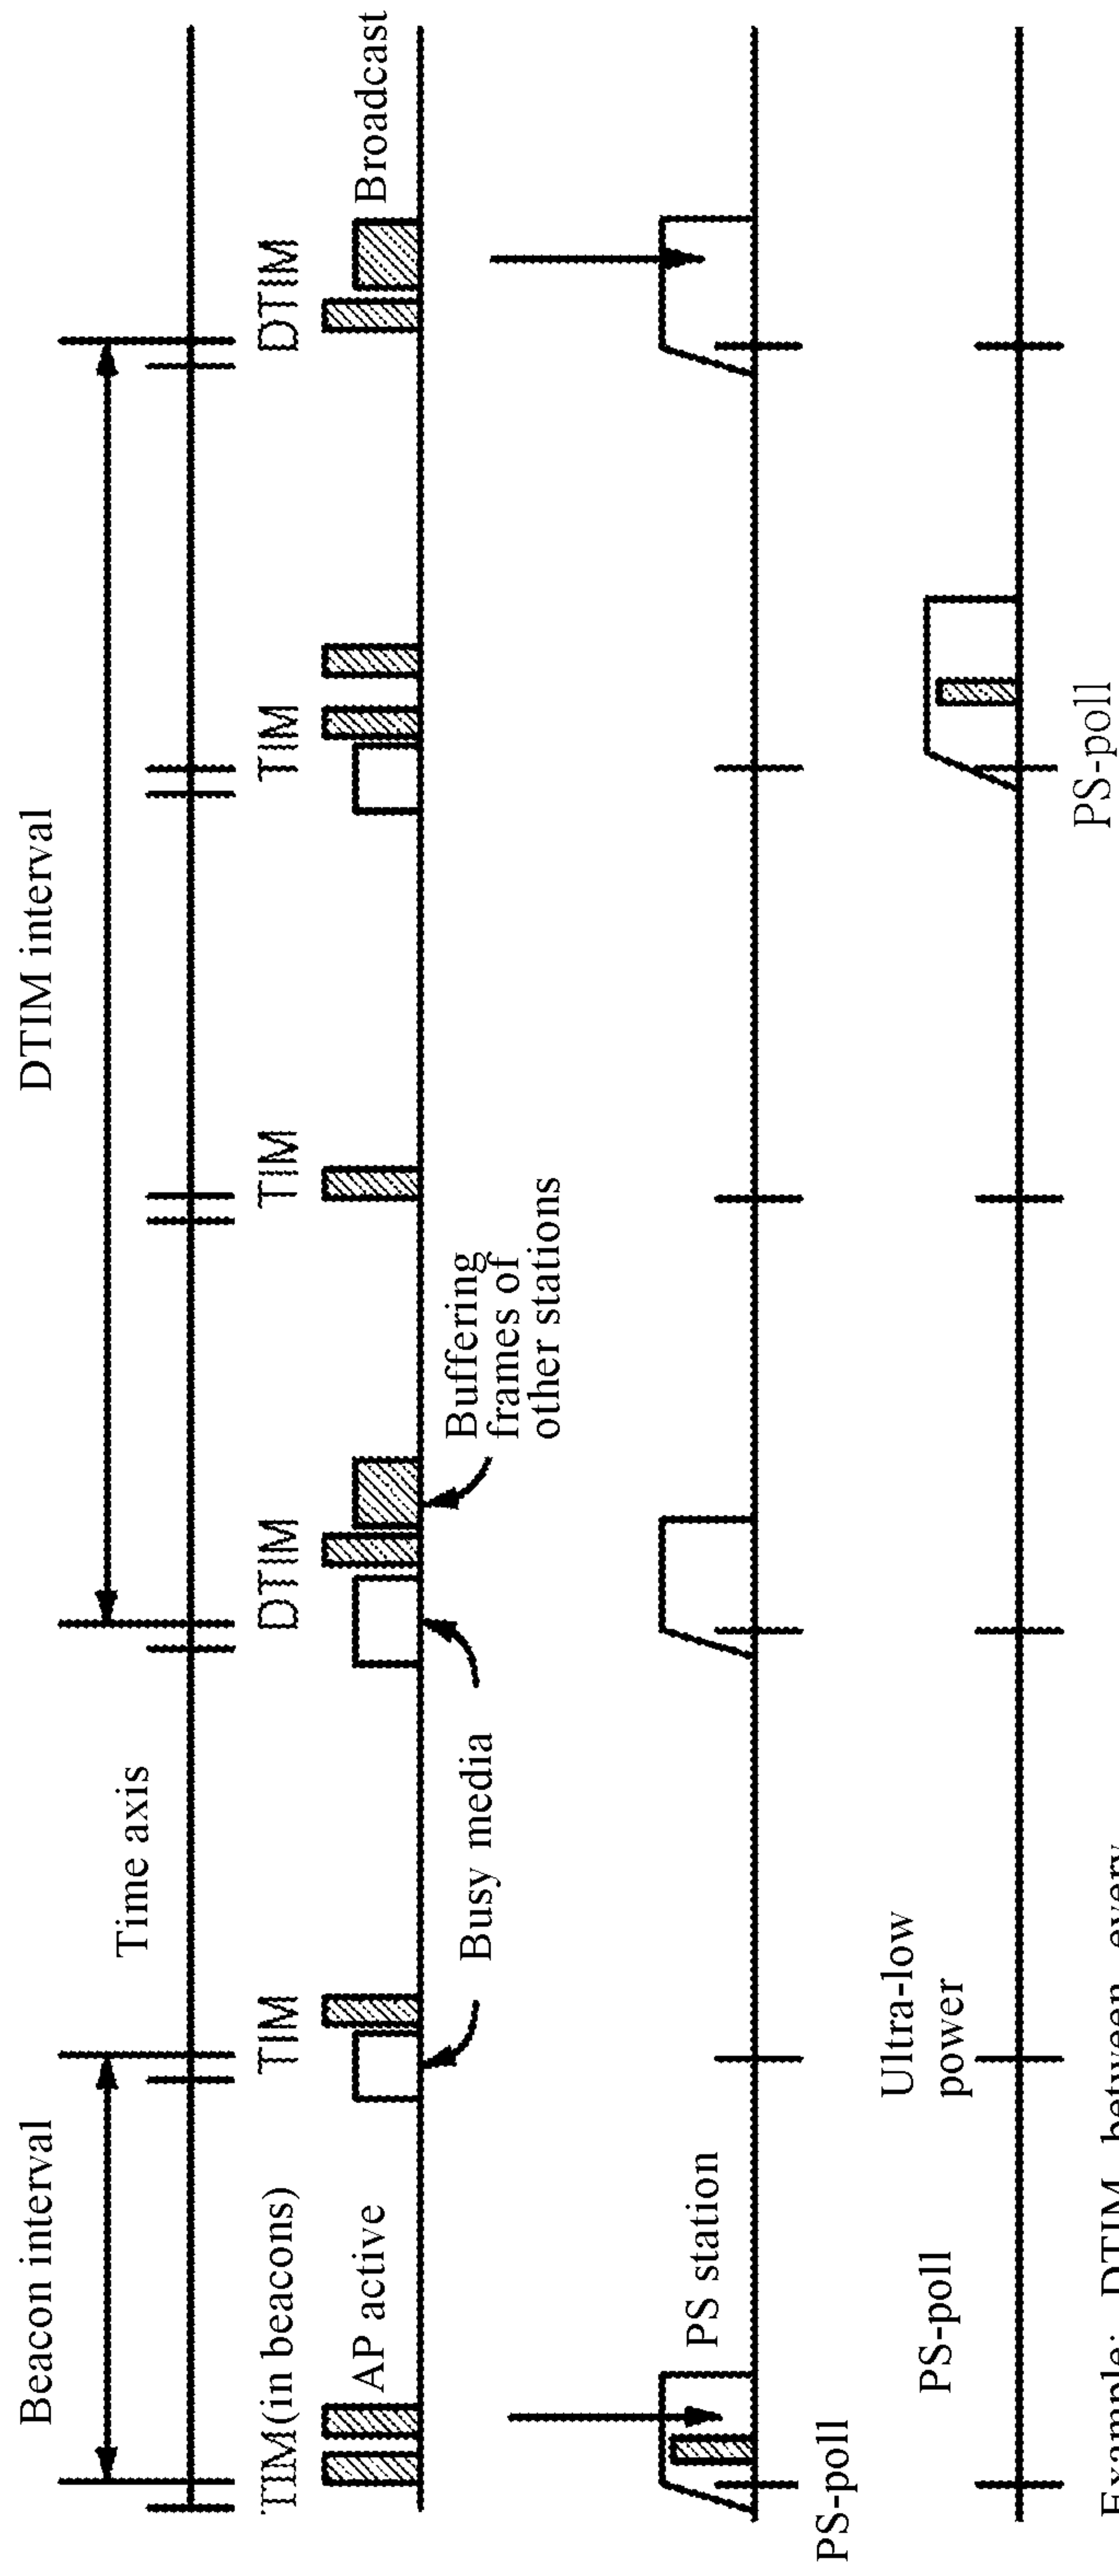 Beacon interval
DTIM interval
Time axis
TIM(in beacons)
TIM
DTIM
TIM
TIM
DTIM
AP active
Broadcast
Busy media
Buffering
frames of
other stations
PS station
PS-poll
Ultra-low
power
PS-poll
PS-poll
Example: DTIM between every